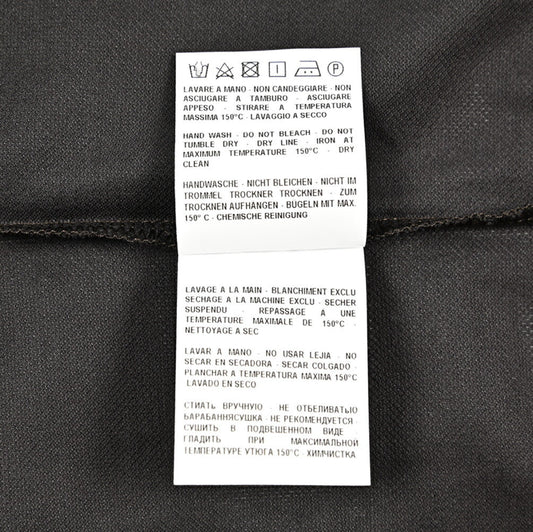 P
LAVARE A MANO - NON CANDEGGIARE - NON
ASCIUGARE A TAMBURO - ASCIUGARE
APPESO - STIRARE A TEMPERATURA
MASSIMA 150°C - LAVAGGIO A SECCO
HAND WASH - DO NOT BLEACH - DO NOT
TUMBLE DRY - DRY LINE - IRON AT
MAXIMUM TEMPERATURE 150°C - DRY
CLEAN
HANDWASCHE - NICHT BLEICHEN - NICHT IM
TROMMEL TROCKNER TROCKNEN - ZUM
TROCKNEN AUFHANGEN - BUGELN MIT MAX.
150° C - CHEMISCHE REINIGUNG
LAVAGE A LA MAIN - BLANCHIMENT EXCLU
SECHAGE A LA MACHINE EXCLU - SECHER
SUSPENDU - REPASSAGE A UNE
TEMPERATURE MAXIMALE DE 150°C -
NETTOYAGE A SEC
LAVAR A MANO - NO USAR LEJIA - NO
SECAR EN SECADORA - SECAR COLGADO -
PLANCHAR A TEMPERATURA MAXIMA 150°C
LAVADO EN SECO
СТИАТЬ ВРУЧНУЮ - НЕ ОТБЕЛИВАТЬЮ
БАРАБАННЯСУШКА - НЕ РЕКОМЕНДУЕТСЯ -
СУШИТЬ В ПОДВЕШЕННОМ ВИДЕ -
ГЛАДИТЬ ПРИ МАКСИМАЛЬНОЙ
ТЕМПЕРАТУРЕ УТЮГА 150°C - ХИМЧИСТКА